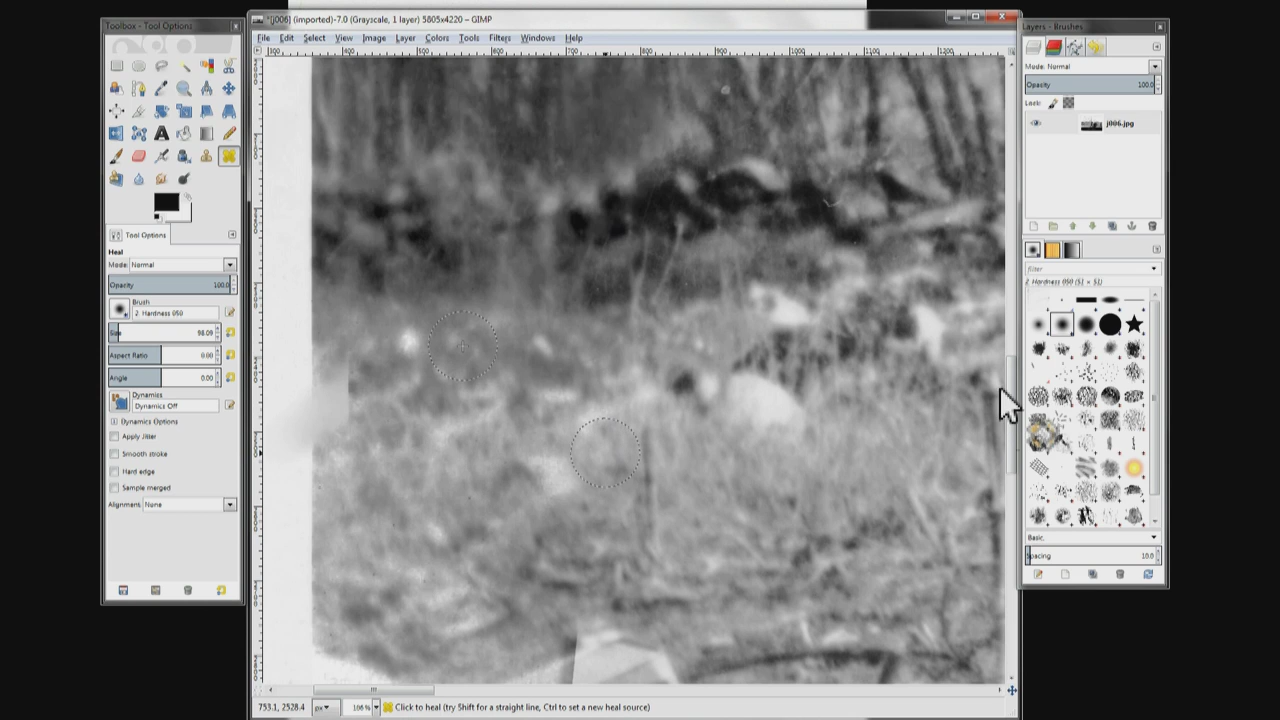 Toolbox - Tool Options
*[j006] (imported)-7.0 (Grayscale, 1 layer) 5805x4220 – GIMP
Layers - Brushes
File Edit Select View Image Layer Colors Tools Filters Windows Help
Tool Options
Heal
Mode: Normal
Opacity 100.0
Brush
2. Hardness 050
Size 98.09
Aspect Ratio 0.00
Angle 0.00
Dynamics
Dynamics Off
Dynamics Options
Apply Jitter
Smooth stroke
Hard edge
Sample merged
Alignment: None
Mode: Normal
Opacity 100.0
Lock:
j006.jpg
filter
2. Hardness 050 (51 × 51)
Basic,
Spacing 10.0
753.1, 2528.4 px 106 % Click to heal (try Shift for a straight line, Ctrl to set a new heal source)